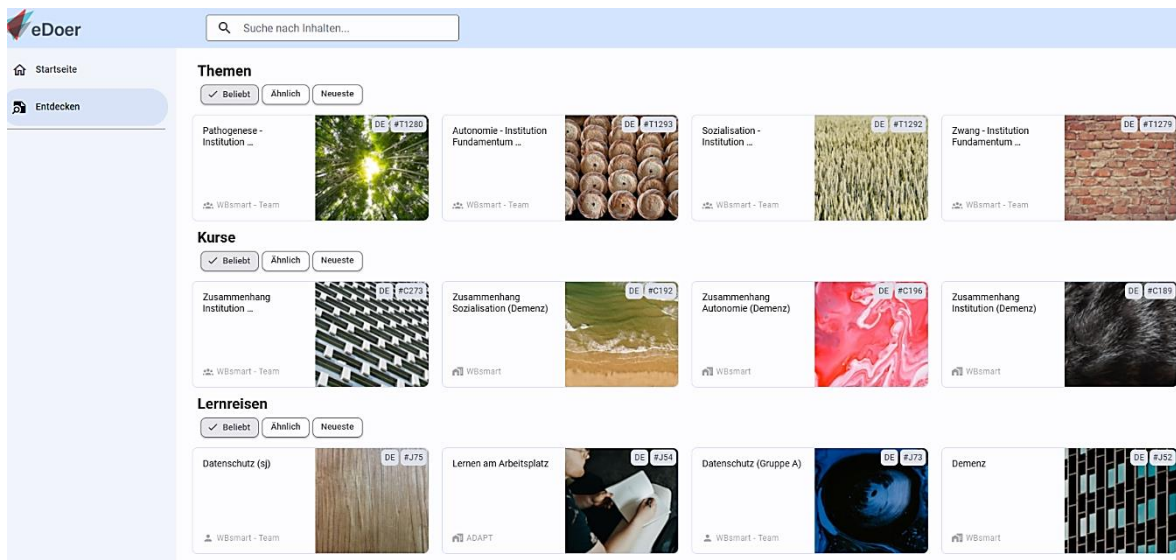 eDoer
Suche nach Inhalten...
Startseite
Entdecken
Themen
Beliebt
Ähnlich
Neueste
Pathogenese -
Institution ...
WBsmart - Team
DE #T1280
Autonomie - Institution
Fundamentum ...
WBsmart - Team
DE #T1293
Sozialisation -
Institution ...
WBsmart - Team
DE #T1292
Zwang - Institution
Fundamentum ...
WBsmart - Team
DE #T1279
Kurse
Beliebt
Ähnlich
Neueste
Zusammenhang
Institution ...
WBsmart - Team
DE #C273
Zusammenhang
Sozialisation (Demenz)
WBsmart
DE #C192
Zusammenhang
Autonomie (Demenz)
WBsmart
DE #C196
Zusammenhang
Institution (Demenz)
WBsmart
DE #C189
Lernreisen
Beliebt
Ähnlich
Neueste
Datenschutz (sj)
WBsmart - Team
DE #J75
Lernen am Arbeitsplatz
ADAPT
DE #J54
Datenschutz (Gruppe A)
WBsmart - Team
DE #J73
Demenz
WBsmart
DE #J52